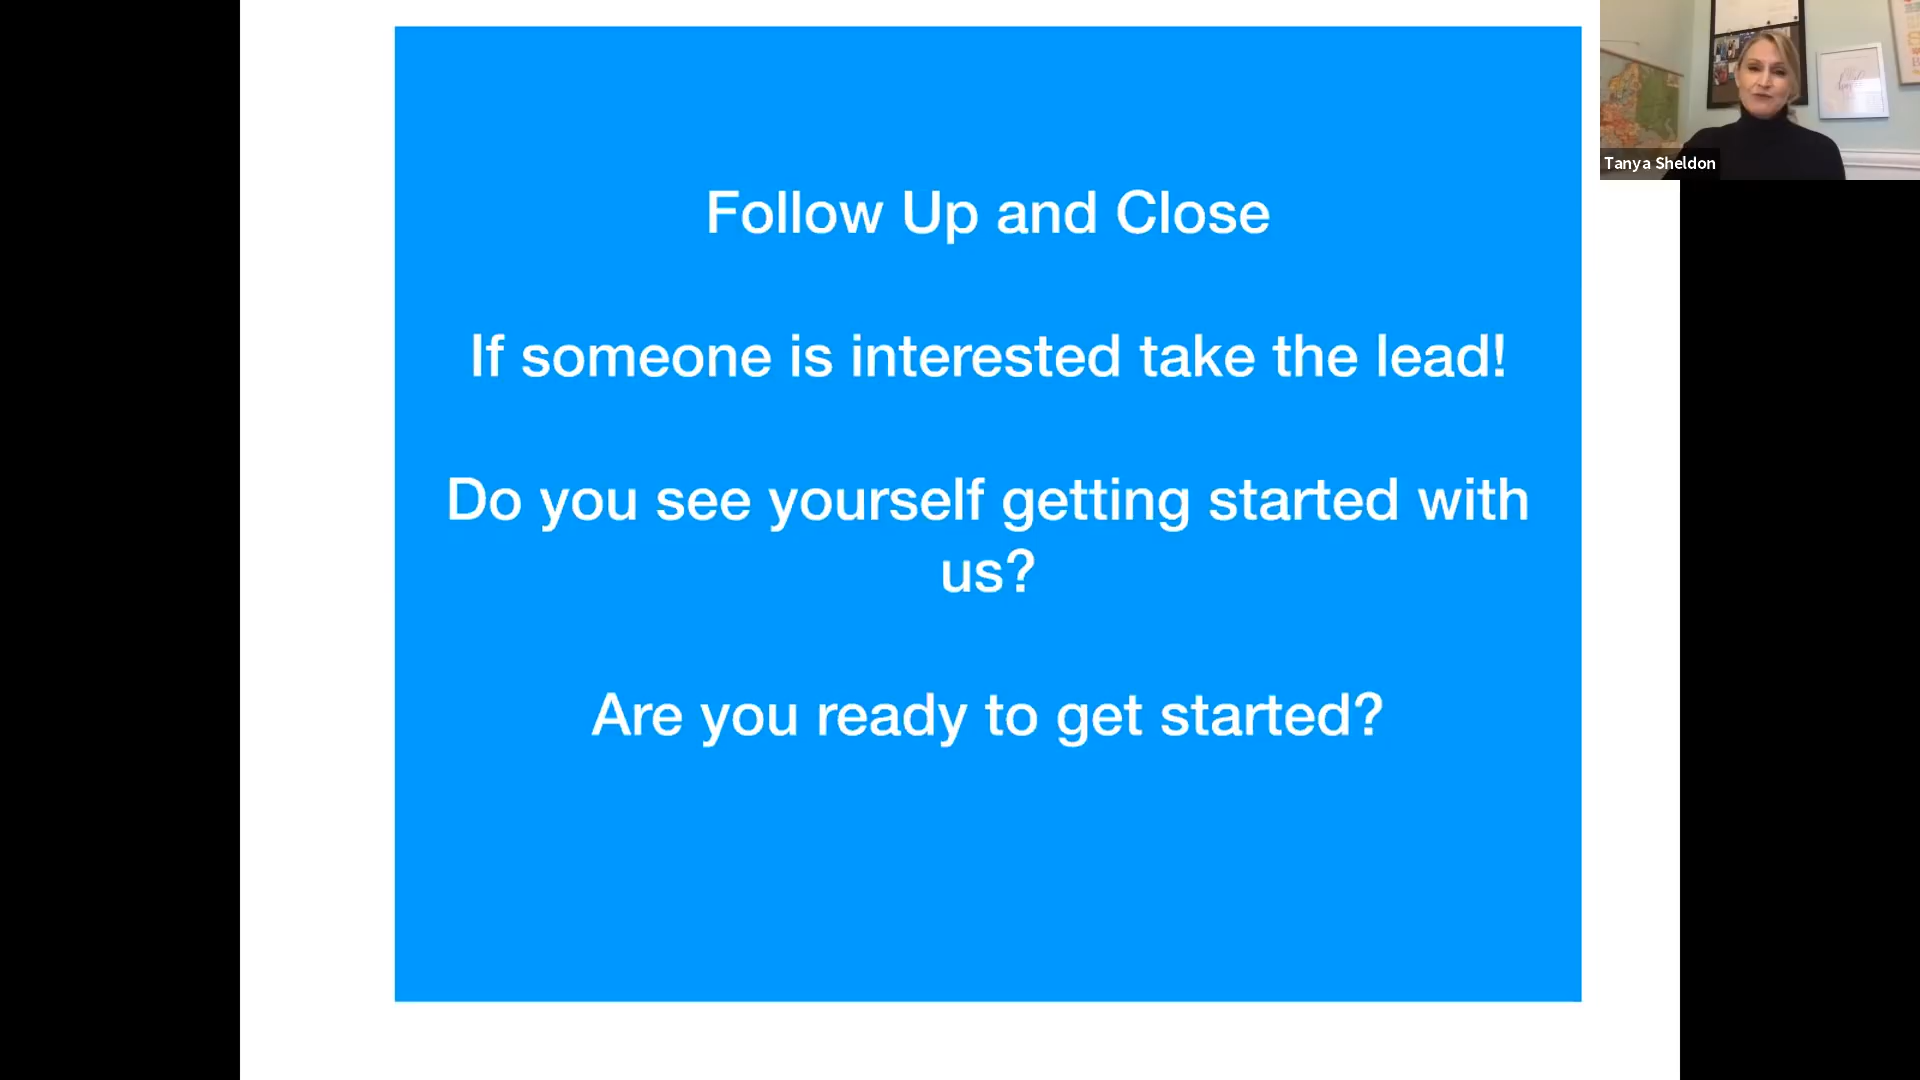 Follow Up and Close
If someone is interested take the lead!
Do you see yourself getting started with
us?
Are you ready to get started?
Tanya Sheldon